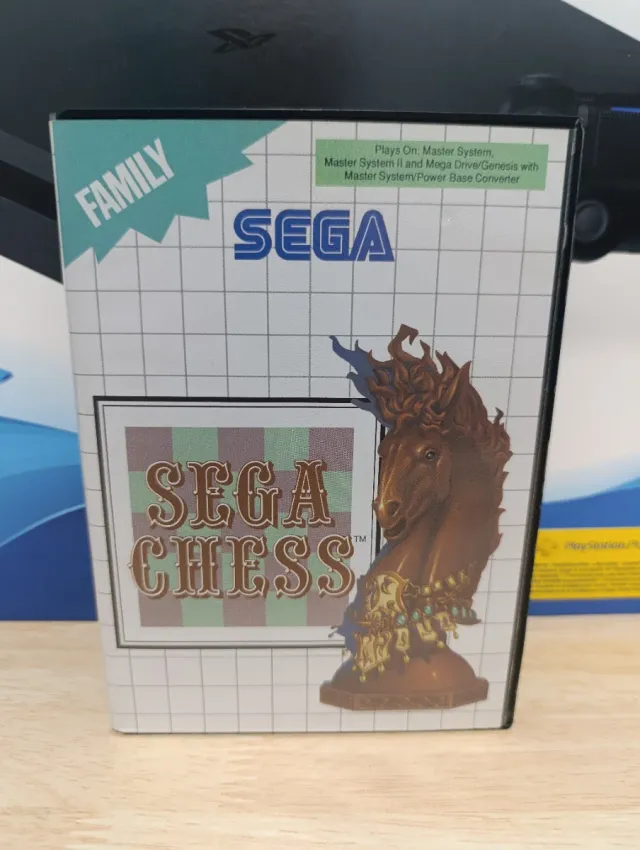 FAMILY
Plays On: Master System,
Master System II and Mega Drive/Genesis with
Master System/Power Base Converter
SEGA
SEGA
CHESS
TM
PlayStation